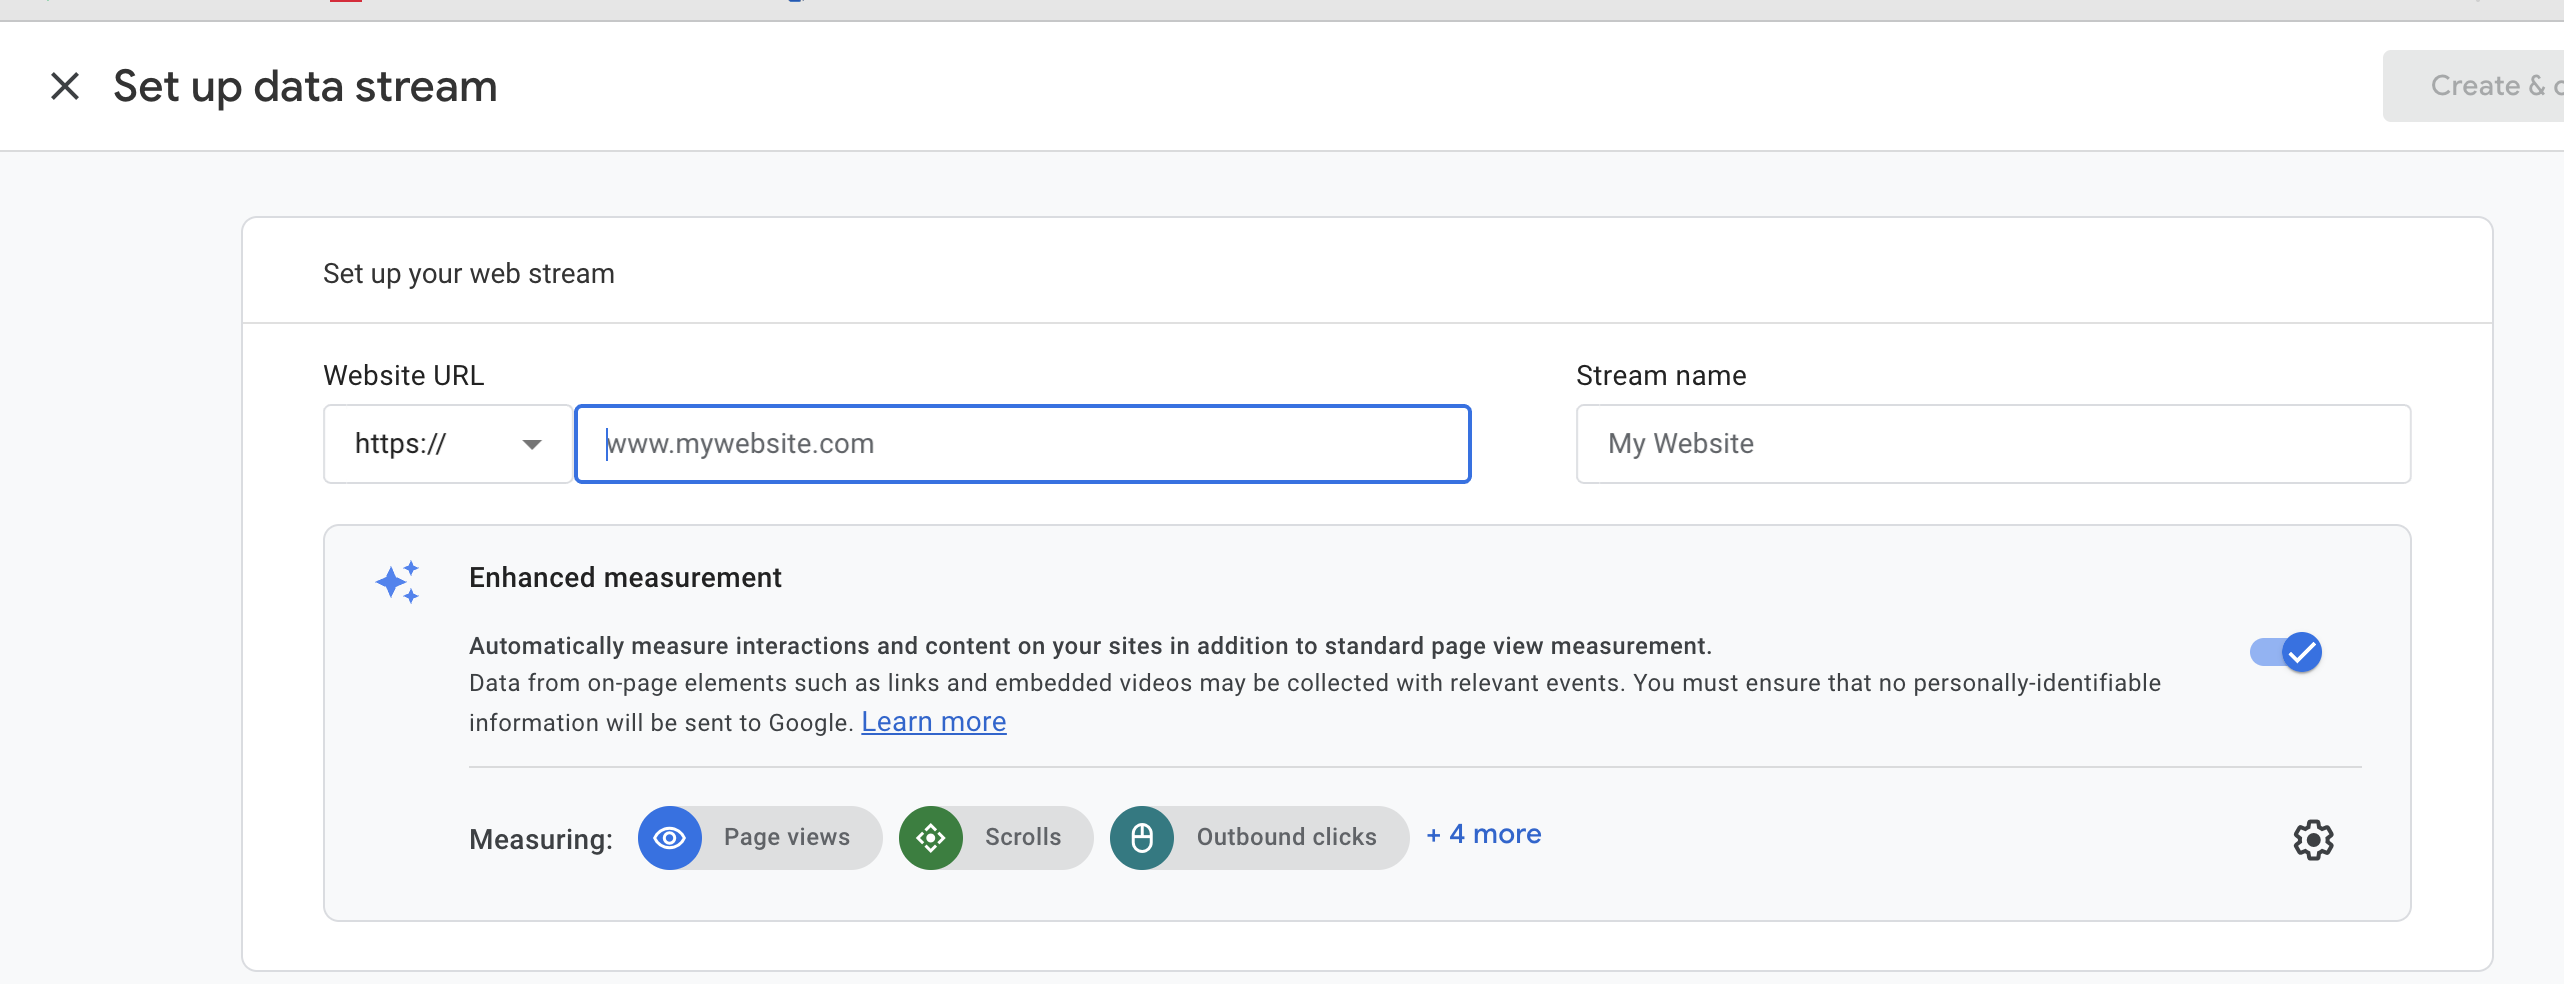 Set up data stream
Create &
Set up your web stream
Website URL
Stream name
https://
www.mywebsite.com
My Website
Enhanced measurement
Automatically measure interactions and content on your sites in addition to standard page view measurement.
Data from on-page elements such as links and embedded videos may be collected with relevant events. You must ensure that no personally-identifiable
information will be sent to Google. Learn more
Measuring:
Page views
Scrolls
Outbound clicks
+ 4 more